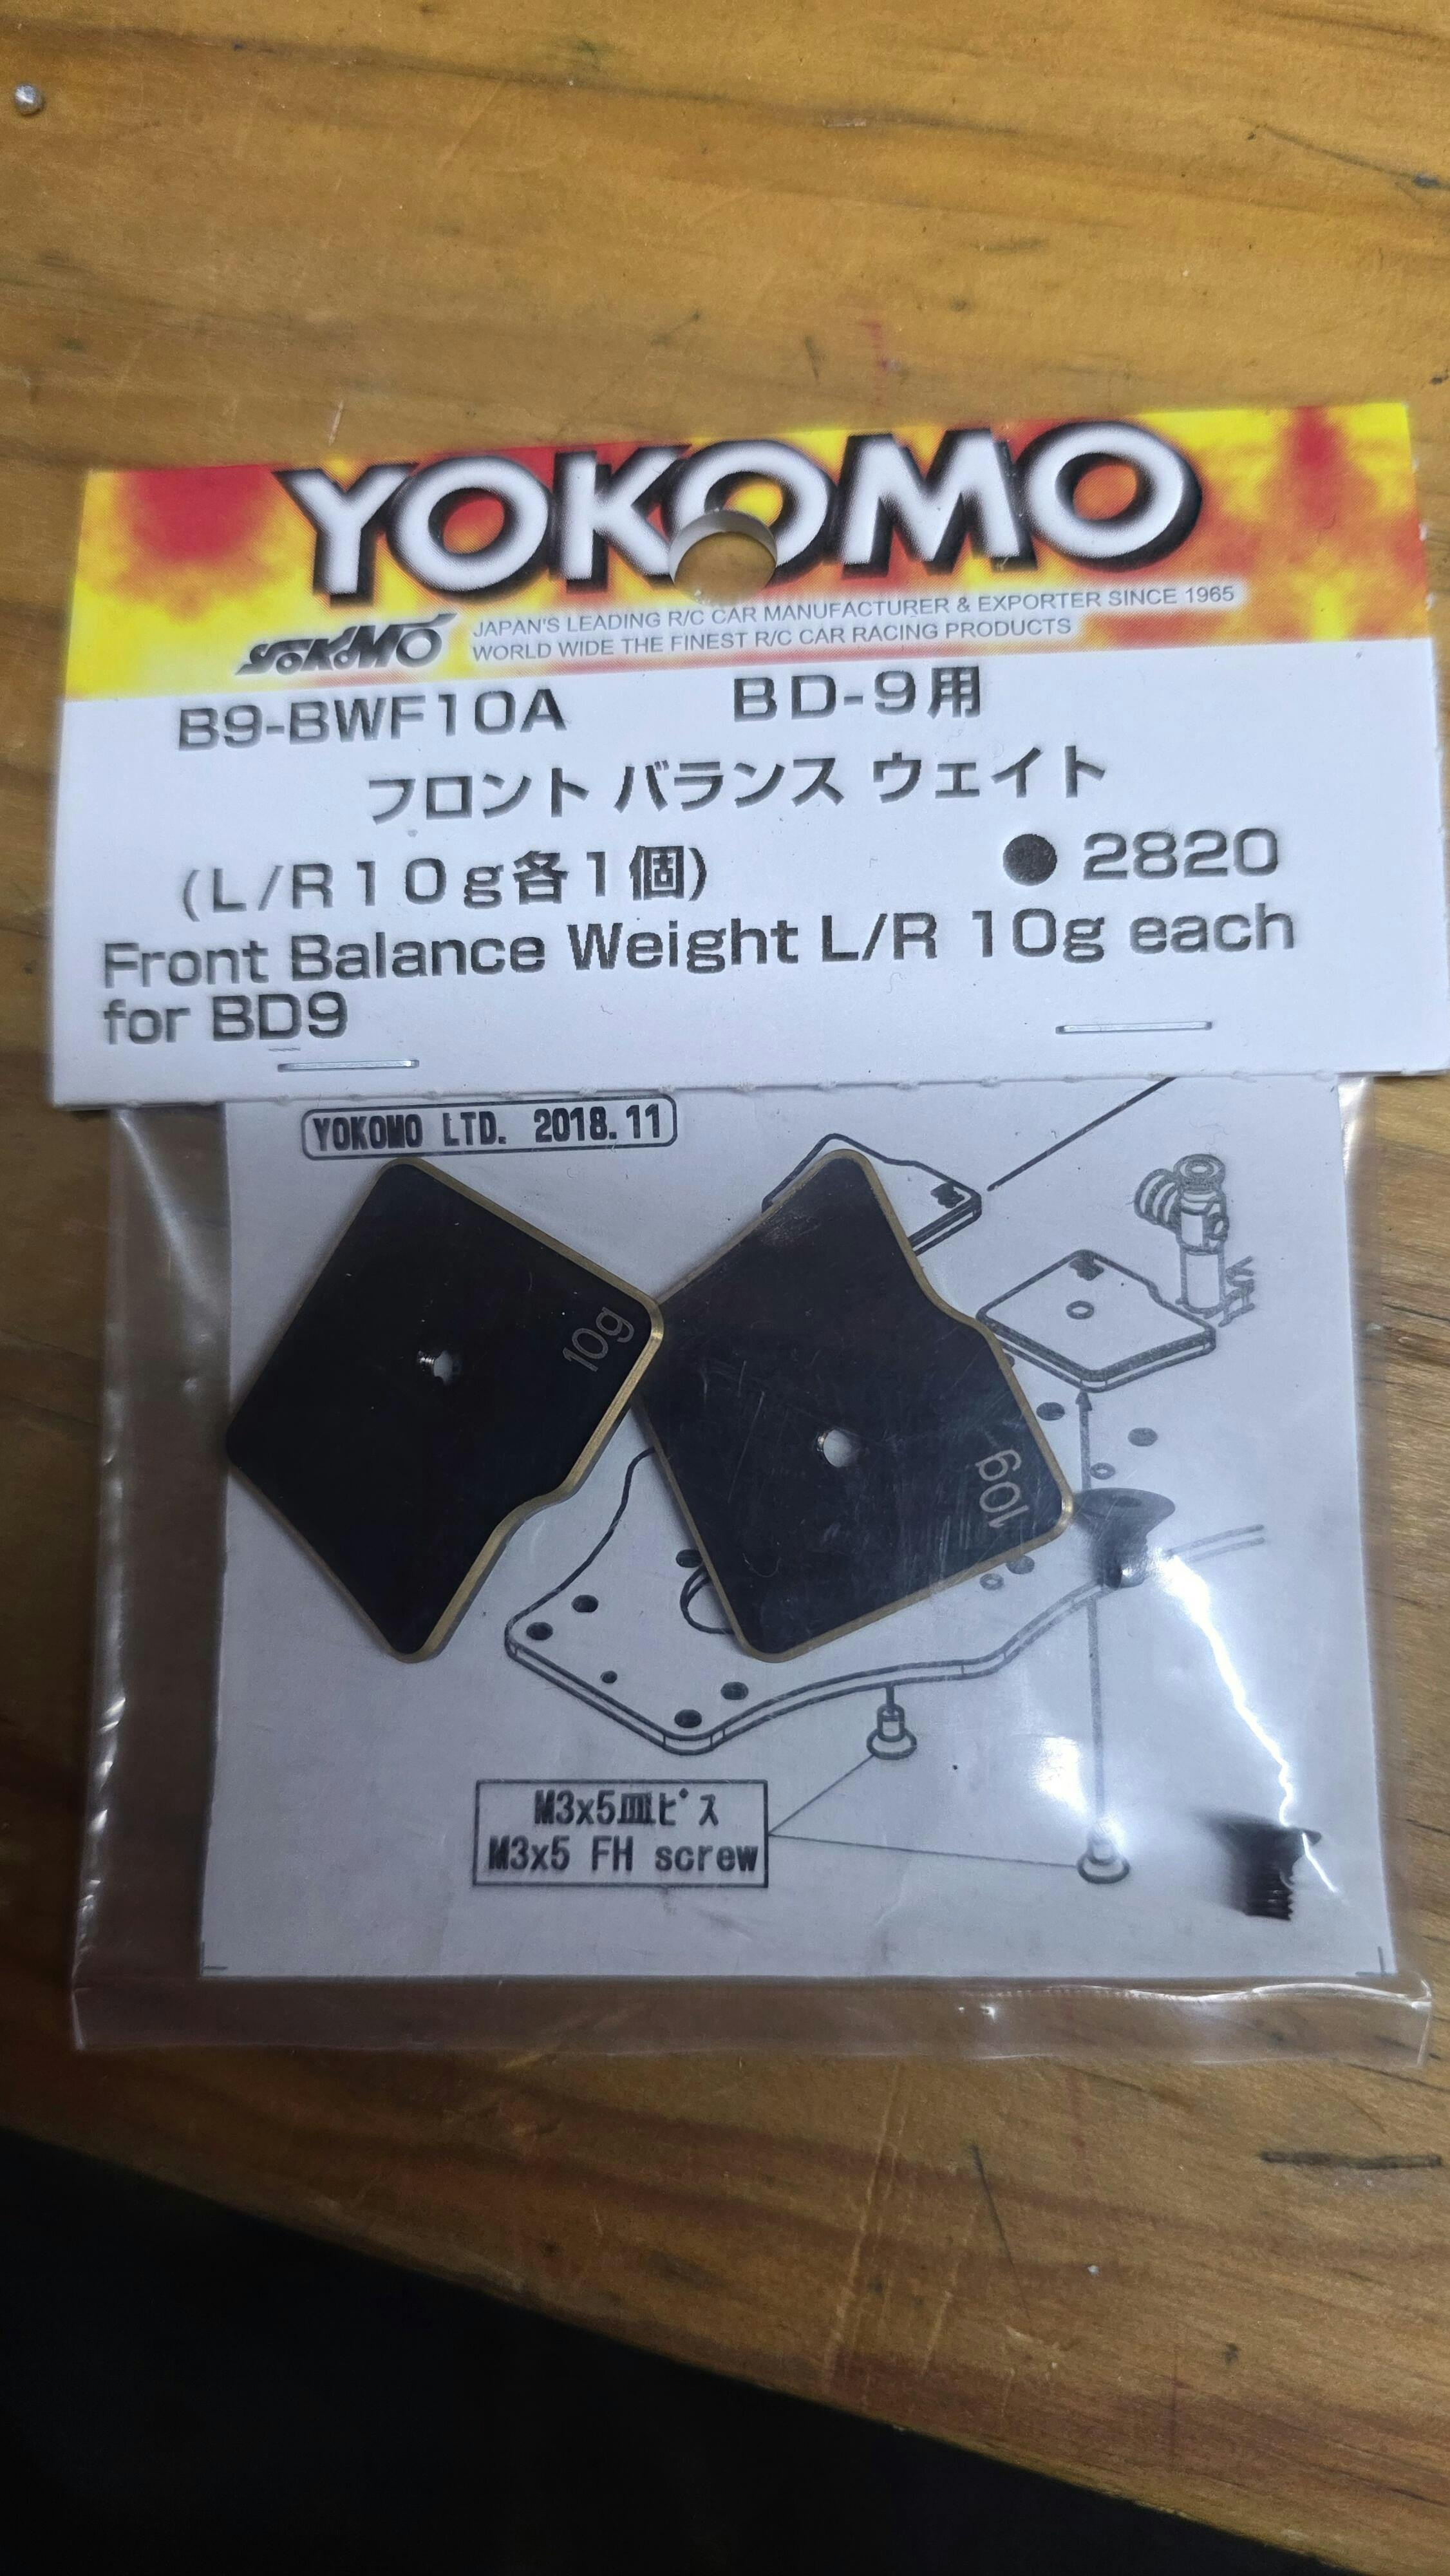 YOKOMO
YOKOMO JAPAN'S LEADING R/C CAR MANUFACTURER & EXPORTER SINCE 1965
WORLD WIDE THE FINEST R/C CAR RACING PRODUCTS
B9-BWF10A BD-9用
フロント バランス ウェイト
(L/R10g各1個) ●2820
Front Balance Weight L/R 10g each
for BD9
YOKOMO LTD. 2018.11
10g
10g
M3x5皿ビス
M3x5 FH screw